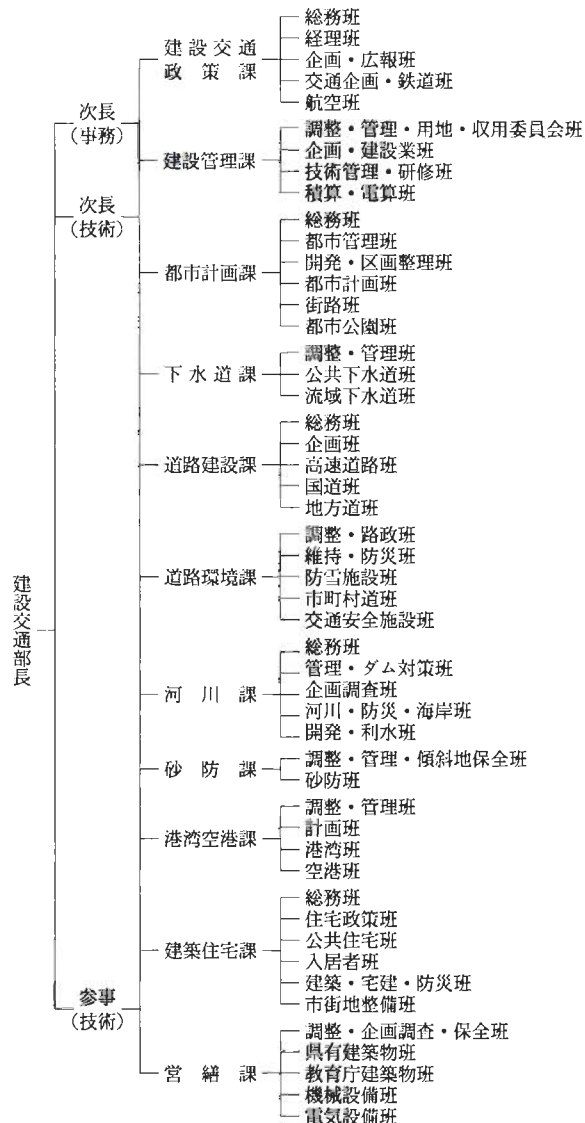 建設交通部長
次長
(事務)
次長
(技術)
参事
(技術)
建設交通
政策課
総務班
経理班
企画・広報班
交通企画・鉄道班
航空班
建設管理課
調整・管理・用地・収用委員会班
企画・建設業班
技術管理・研修班
積算・電算班
都市計画課
総務班
都市管理班
開発・区画整理班
都市計画班
街路班
都市公園班
下水道課
調整・管理班
公共下水道班
流域下水道班
道路建設課
総務班
企画班
高速道路班
国道班
地方道班
道路環境課
調整・路政班
維持・防災班
防雪施設班
市町村道班
交通安全施設班
河川課
総務班
管理・ダム対策班
企画調査班
河川・防災・海岸班
開発・利水班
砂防課
調整・管理・傾斜地保全班
砂防班
港湾空港課
調整・管理班
計画班
港湾班
空港班
建築住宅課
総務班
住宅政策班
公共住宅班
入居者班
建築・宅建・防災班
市街地整備班
営繕課
調整・企画調査・保全班
県有建築物班
教育庁建築物班
機械設備班
電気設備班